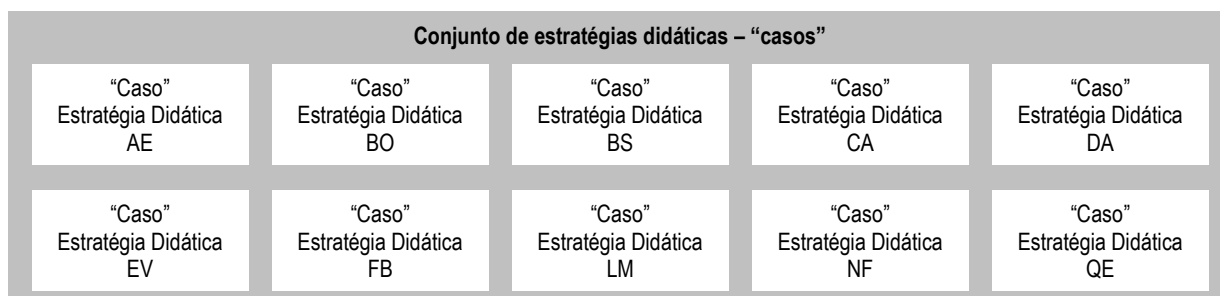 Conjunto de estratégias didáticas – “casos”
“Caso”
Estratégia Didática
AE
“Caso”
Estratégia Didática
BO
“Caso”
Estratégia Didática
BS
“Caso”
Estratégia Didática
CA
“Caso”
Estratégia Didática
DA
“Caso”
Estratégia Didática
EV
“Caso”
Estratégia Didática
FB
“Caso”
Estratégia Didática
LM
“Caso”
Estratégia Didática
NF
“Caso”
Estratégia Didática
QE